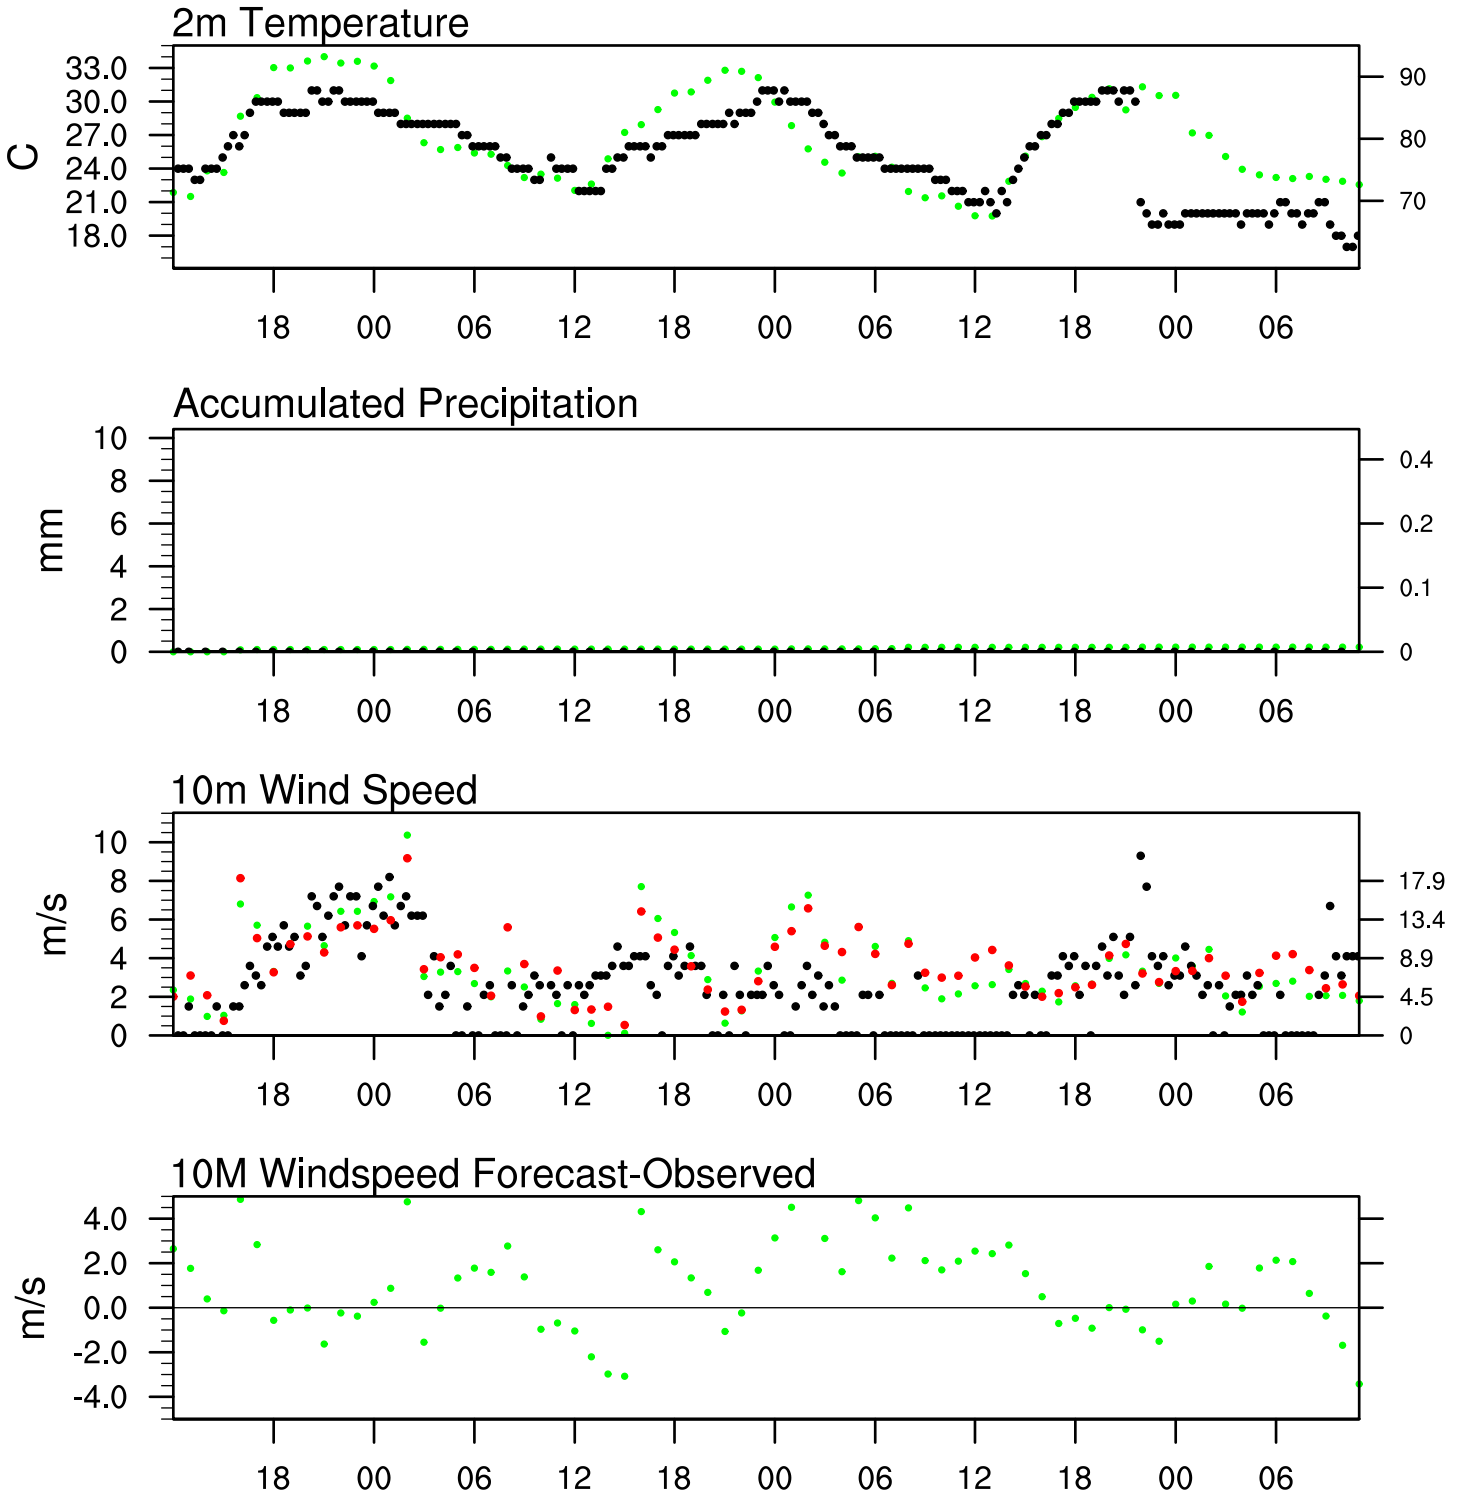 2m Temperature
33.0
30.0
27.0
24.0
21.0
18.0
C
90
80
70
18 00 06 12 18 00 06 12 18 00 06
Accumulated Precipitation
10
8
6
4
2
0
mm
0.4
0.2
0.1
0
18 00 06 12 18 00 06 12 18 00 06
10m Wind Speed
10
8
6
4
2
0
m/s
17.9
13.4
8.9
4.5
0
18 00 06 12 18 00 06 12 18 00 06
10M Windspeed Forecast-Observed
4.0
2.0
0.0
-2.0
-4.0
m/s
18 00 06 12 18 00 06 12 18 00 06